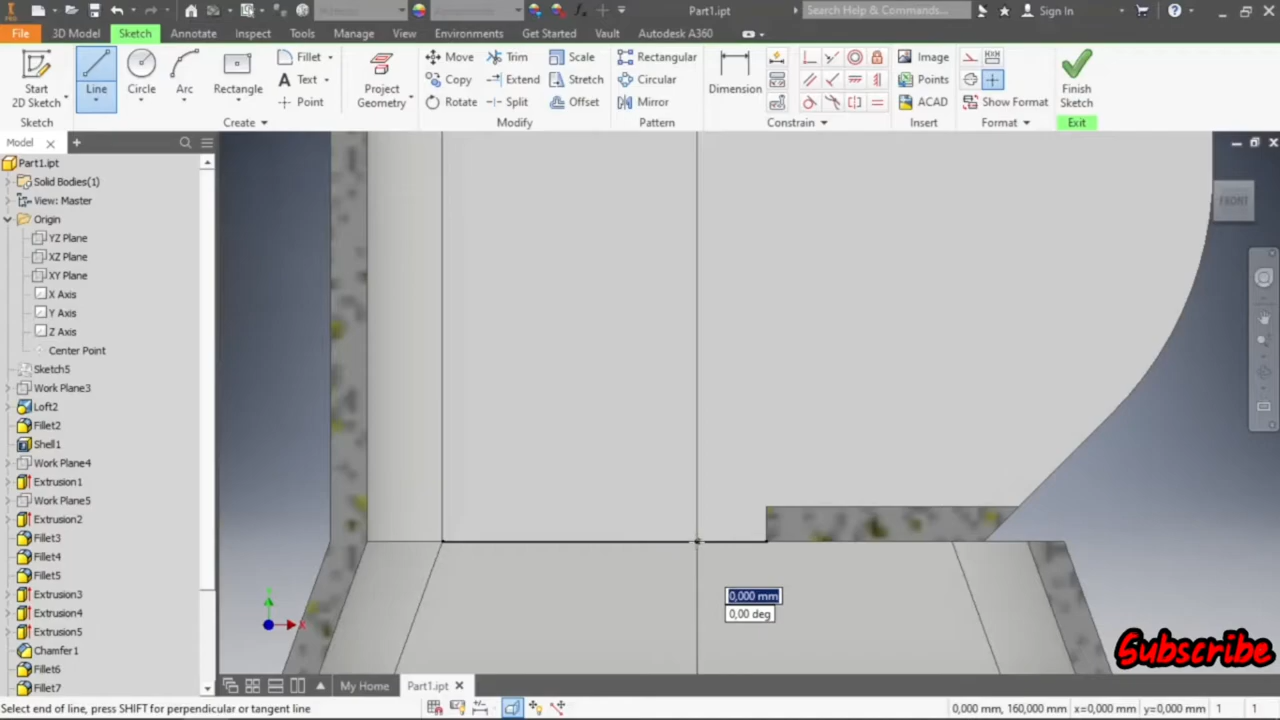 PRO
Part1.ipt
Search Help & Commands...
Sign In
File
3D Model
Sketch
Annotate
Inspect
Tools
Manage
View
Environments
Get Started
Vault
Autodesk A360
Start
2D Sketch
Line
Circle
Arc
Rectangle
Fillet
Text
Point
Project
Geometry
Move
Copy
Rotate
Trim
Extend
Split
Scale
Stretch
Offset
Rectangular
Circular
Mirror
Dimension
Image
Points
ACAD
Show Format
Finish
Sketch
Sketch
Create
Modify
Pattern
Constrain
Insert
Format
Exit
Model
Part1.ipt
Solid Bodies(1)
View: Master
Origin
YZ Plane
XZ Plane
XY Plane
X Axis
Y Axis
Z Axis
Center Point
Sketch5
Work Plane3
Loft2
Fillet2
Shell1
Work Plane4
Extrusion1
Work Plane5
Extrusion2
Fillet3
Fillet4
Fillet5
Extrusion3
Extrusion4
Extrusion5
Chamfer1
Fillet6
Fillet7
FRONT
0,000 mm
0,00 deg
X
Subscribe
My Home
Part1.ipt
Select end of line, press SHIFT for perpendicular or tangent line
0,000 mm, 160,000 mm
x=0,000 mm
y=0,000 mm
1
1